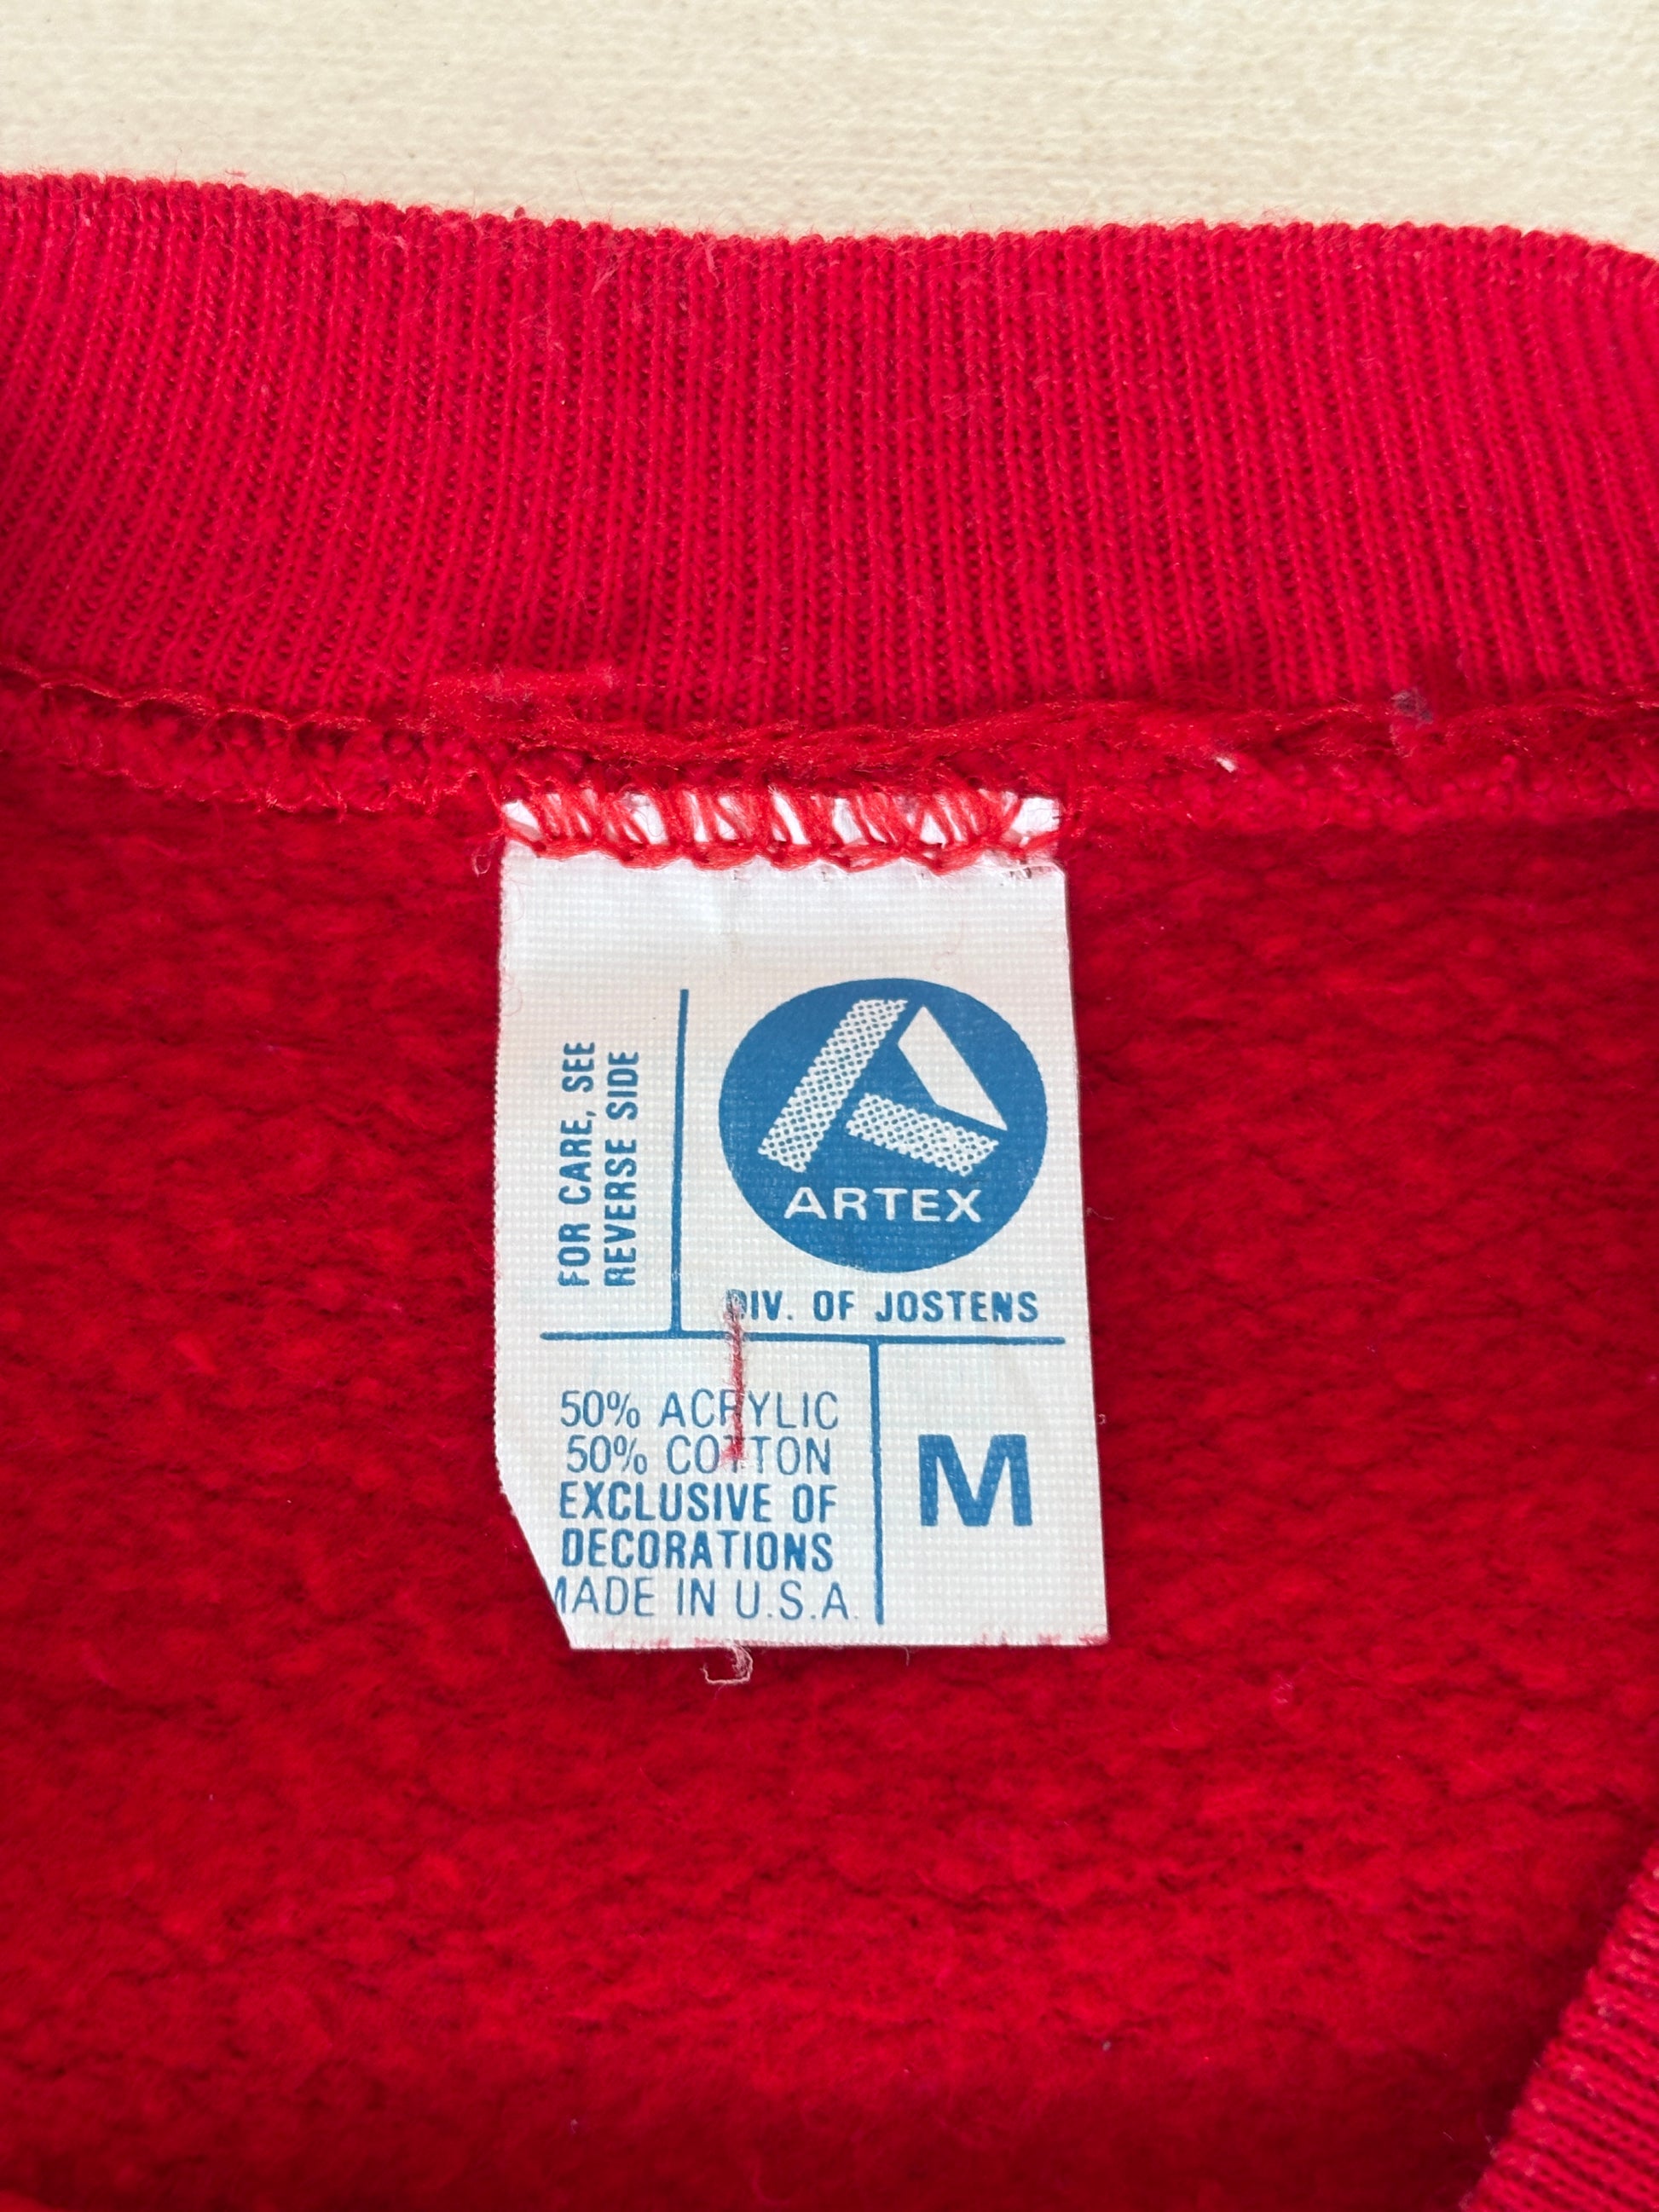 FOR CARE, SEE
REVERSE SIDE
ARTEX
DIV. OF JOSTENS
50% ACRYLIC
50% COTTON
EXCLUSIVE OF
DECORATIONS
MADE IN U.S.A.
M